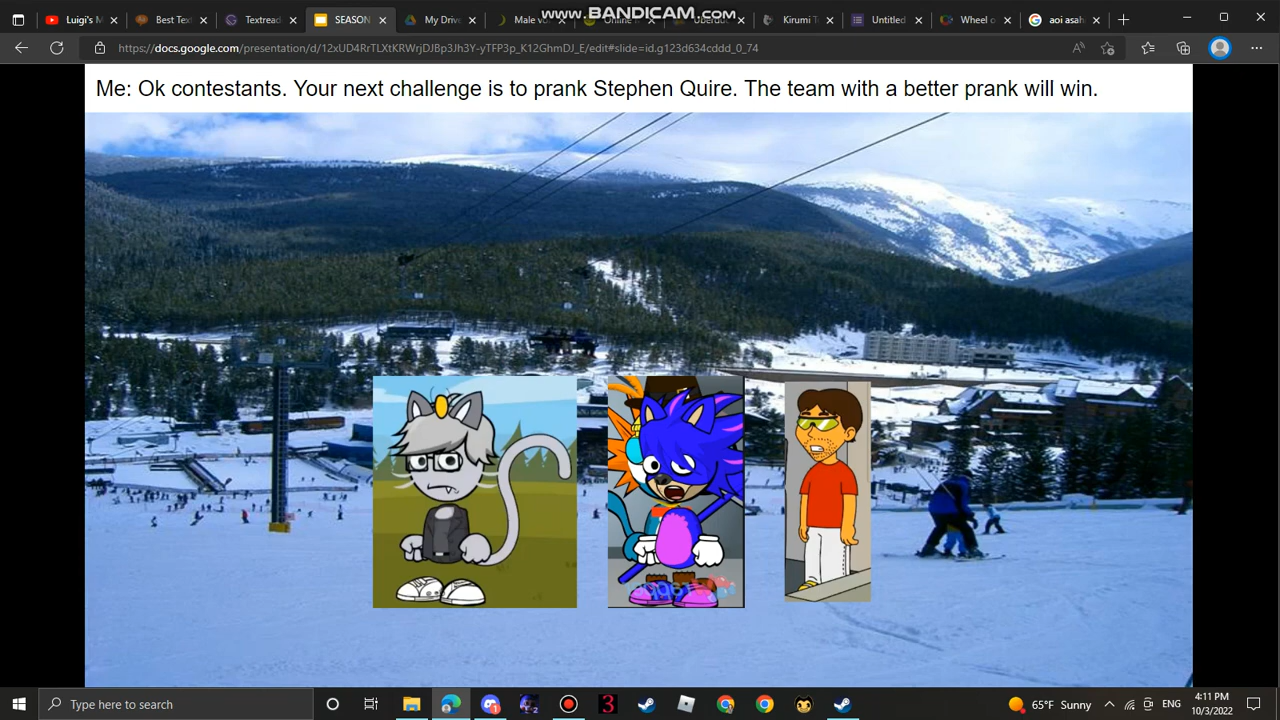 www.BANDICAM.com
Luigi's M
Best Tex
Textread
SEASON
My Driv
Male vo
Online
Uberdu
Kirumi T
Untitled
Wheel o
aoi asah
https://docs.google.com/presentation/d/12xUD4RrTLXtKRWrjDJBp3Jh3Y-yTFP3p_K12GhmDJ_E/edit#slide=id.g123d634cddd_0_74
Me: Ok contestants. Your next challenge is to prank Stephen Quire. The team with a better prank will win.
Type here to search
65°F Sunny
ENG
4:11 PM
10/3/2022